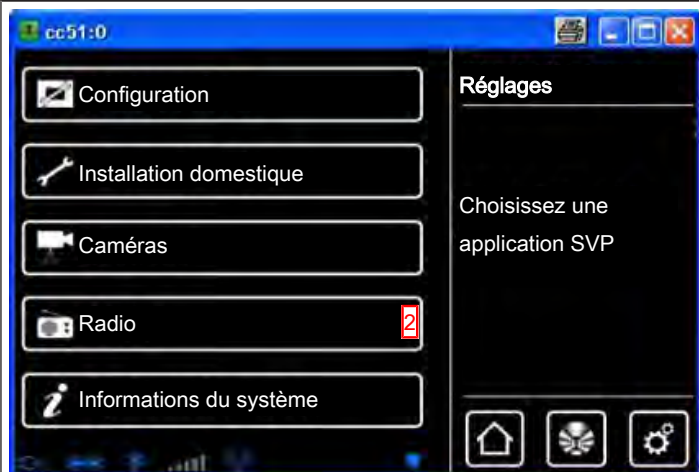 cc51:0
Configuration
Installation domestique
Caméras
Radio 2
Informations du système
Réglages
Choisissez une
application SVP